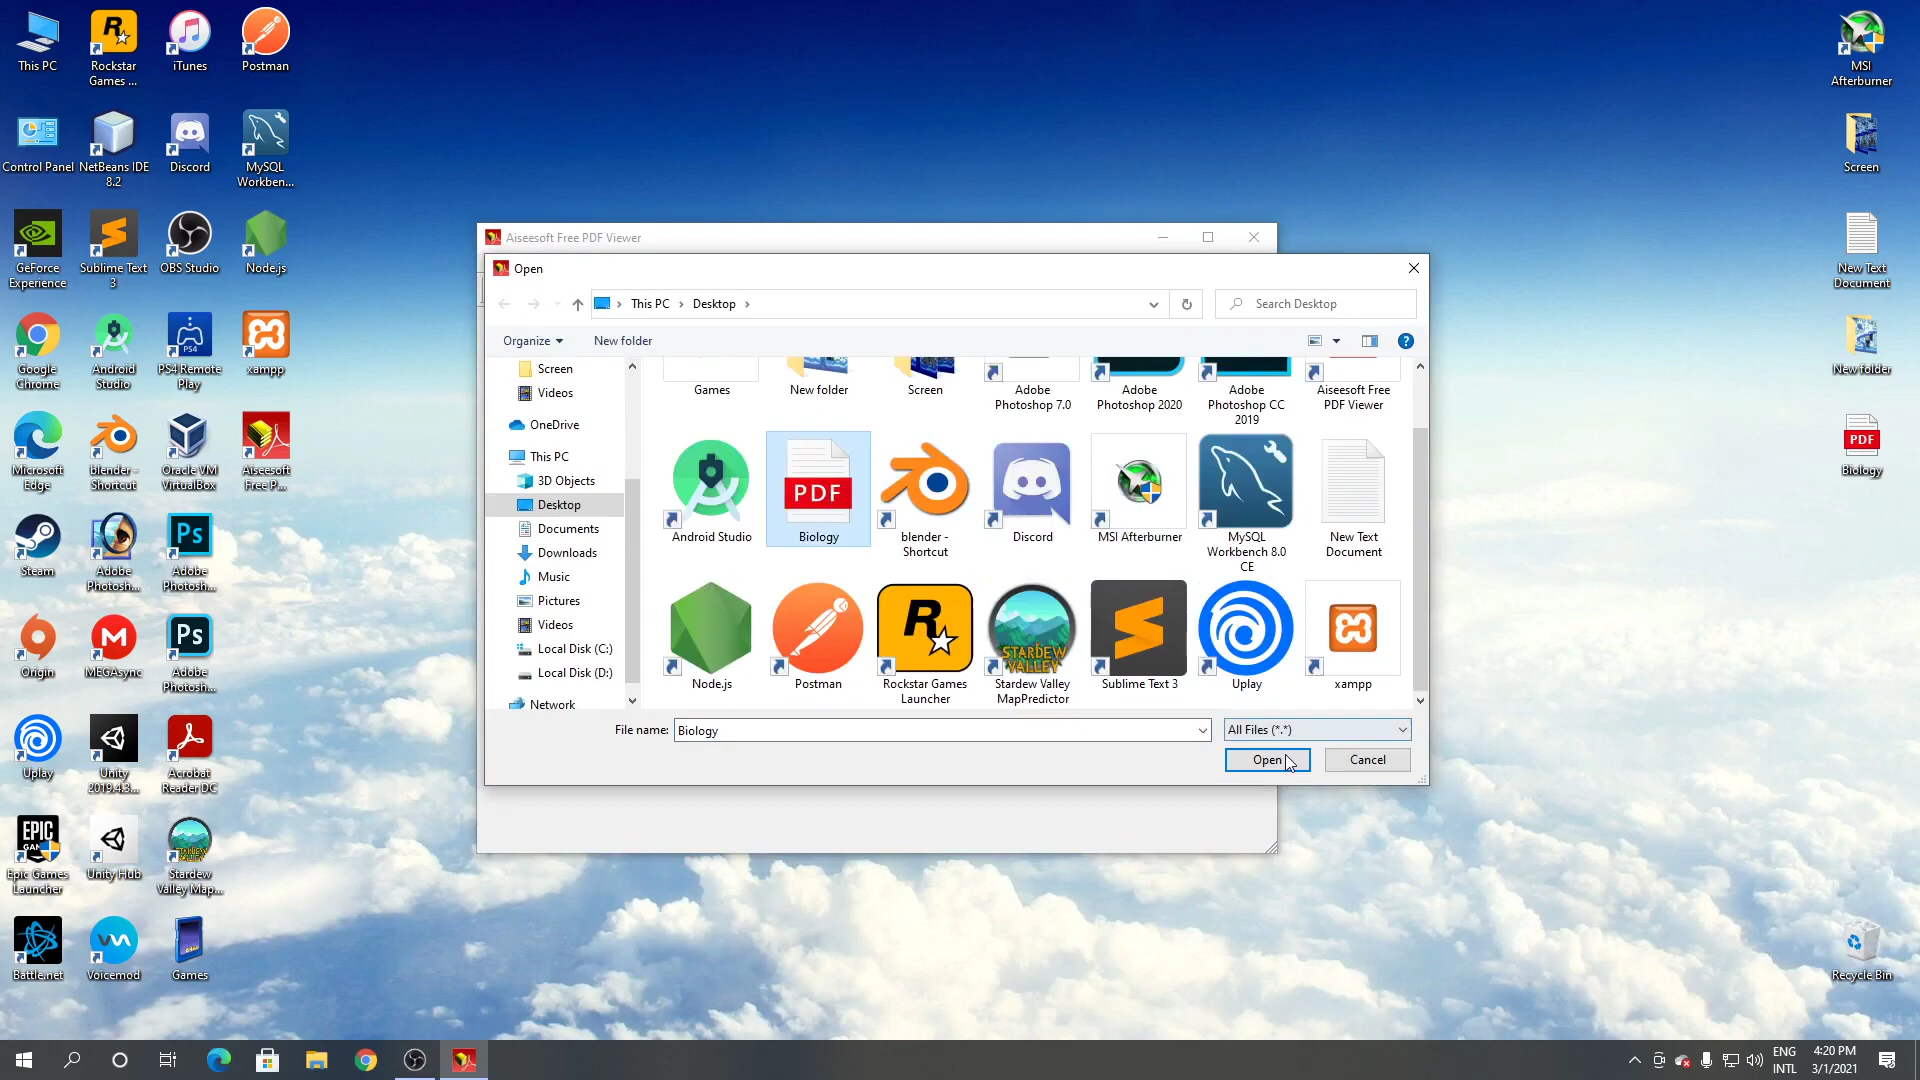 This PC
Rockstar
Games ...
iTunes
Postman
Control Panel
NetBeans IDE
8.2
Discord
MySQL
Workben...
GeForce
Experience
Sublime Text
3
OBS Studio
Node.js
Google
Chrome
Android
Studio
PS4 Remote
Play
xampp
Microsoft
Edge
blender -
Shortcut
Oracle VM
VirtualBox
Aiseesoft
Free P...
Steam
Adobe
Photosh...
Adobe
Photosh...
Origin
MEGAsync
Adobe
Photosh...
Uplay
Unity
2019.4.3...
Acrobat
Reader DC
Epic Games
Launcher
Unity Hub
Stardew
Valley Map...
Battle.net
Voicemod
Games
MSI
Afterburner
Screen
New Text
Document
New folder
PDF
Biology
Recycle Bin
Aiseesoft Free PDF Viewer
Open
This PC > Desktop >
Search Desktop
Organize
New folder
Screen
Videos
OneDrive
This PC
3D Objects
Desktop
Documents
Downloads
Music
Pictures
Videos
Local Disk (C:)
Local Disk (D:)
Network
Games
New folder
Screen
Adobe
Photoshop 7.0
Adobe
Photoshop 2020
Adobe
Photoshop CC
2019
Aiseesoft Free
PDF Viewer
PDF
Android Studio
Biology
blender -
Shortcut
Discord
MSI Afterburner
MySQL
Workbench 8.0
CE
New Text
Document
STARDEW
VALLEY
Node.js
Postman
Rockstar Games
Launcher
Stardew Valley
MapPredictor
Sublime Text 3
Uplay
xampp
File name:
Biology
All Files (*.*)
Open
Cancel
ENG
INTL
4:20 PM
3/1/2021